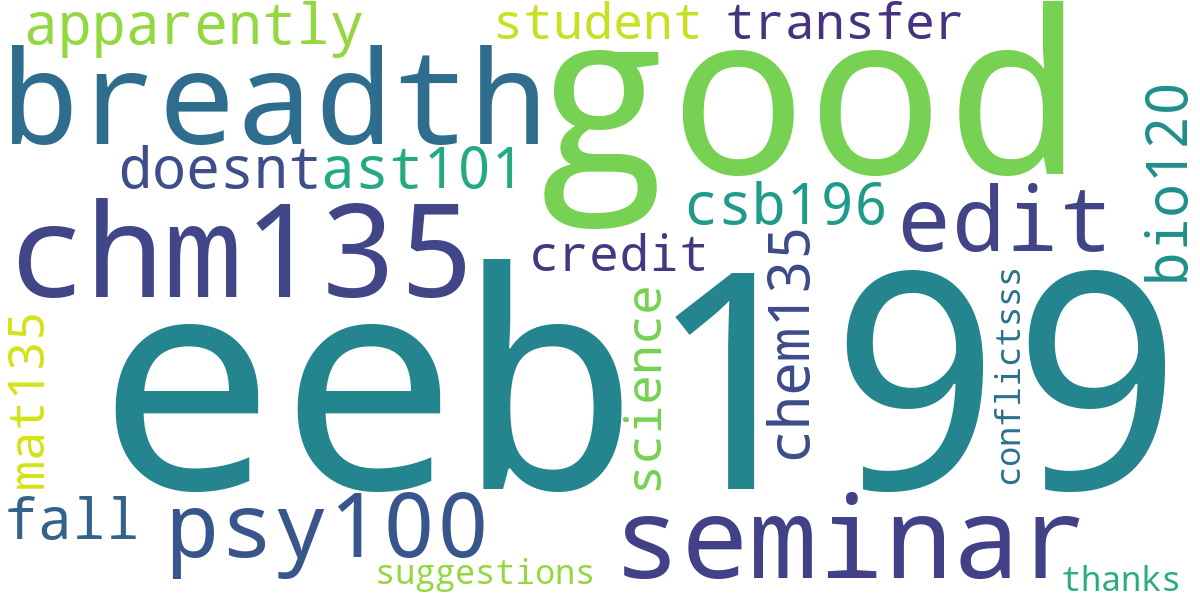 apparently
student
transfer
breadth
good
bio120
doesnt
ast101
csb196
edit
chm135
credit
chem135
eeb199
science
conflictsss
mat135
fall
psy100
seminar
suggestions
thanks